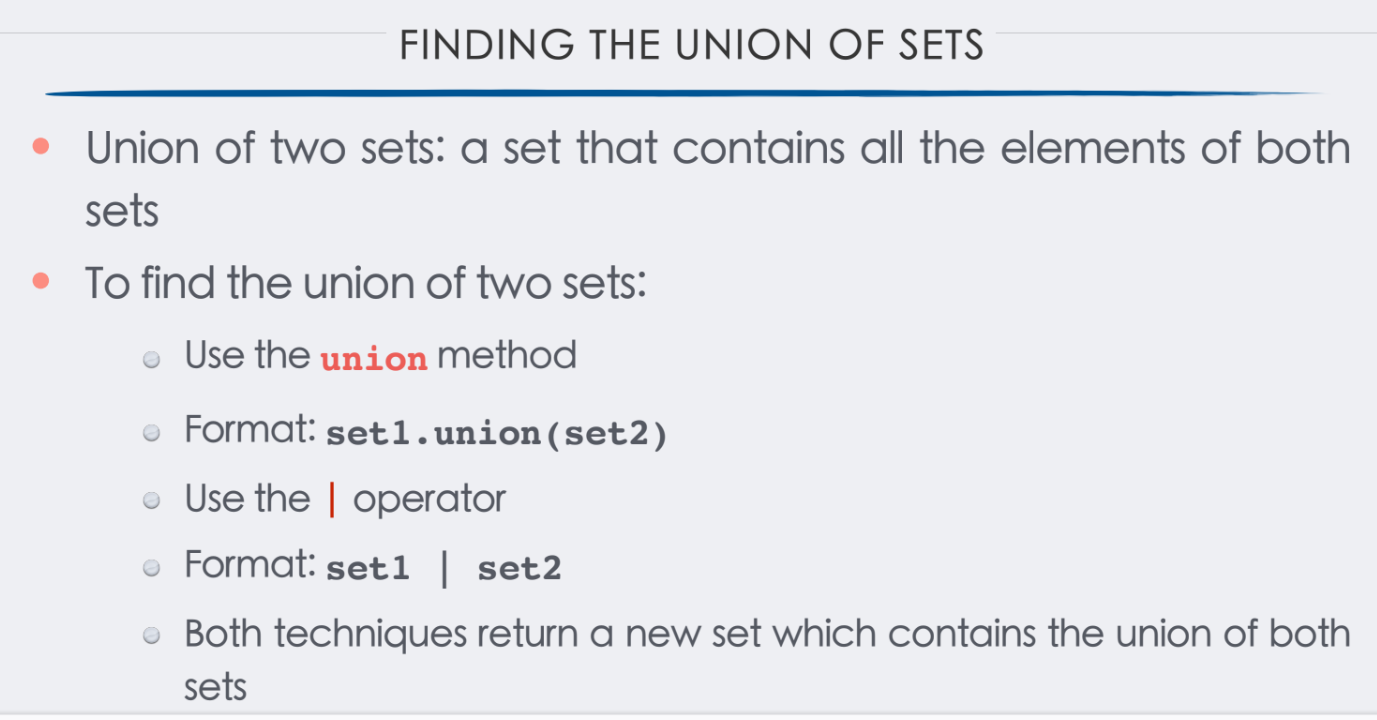 FINDING THE UNION OF SETS
Union of two sets: a set that contains all the elements of both
sets
To find the union of two sets:
Use the union method
Format: set1.union(set2)
Use the | operator
Format: set1 | set2
Both techniques return a new set which contains the union of both
sets